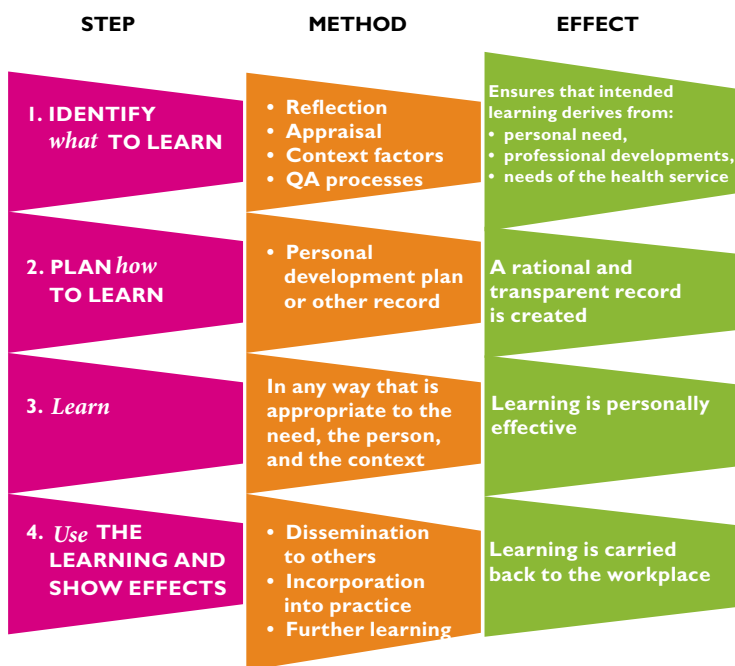 STEP
METHOD
EFFECT
1. IDENTIFY
what TO LEARN
• Reflection
• Appraisal
• Context factors
• QA processes
Ensures that intended
learning derives from:
• personal need,
• professional developments,
• needs of the health service
2. PLAN how
TO LEARN
• Personal
development plan
or other record
A rational and
transparent record
is created
3. Learn
In any way that is
appropriate to the
need, the person,
and the context
Learning is personally
effective
4. Use THE
LEARNING AND
SHOW EFFECTS
• Dissemination
to others
• Incorporation
into practice
• Further learning
Learning is carried
back to the workplace